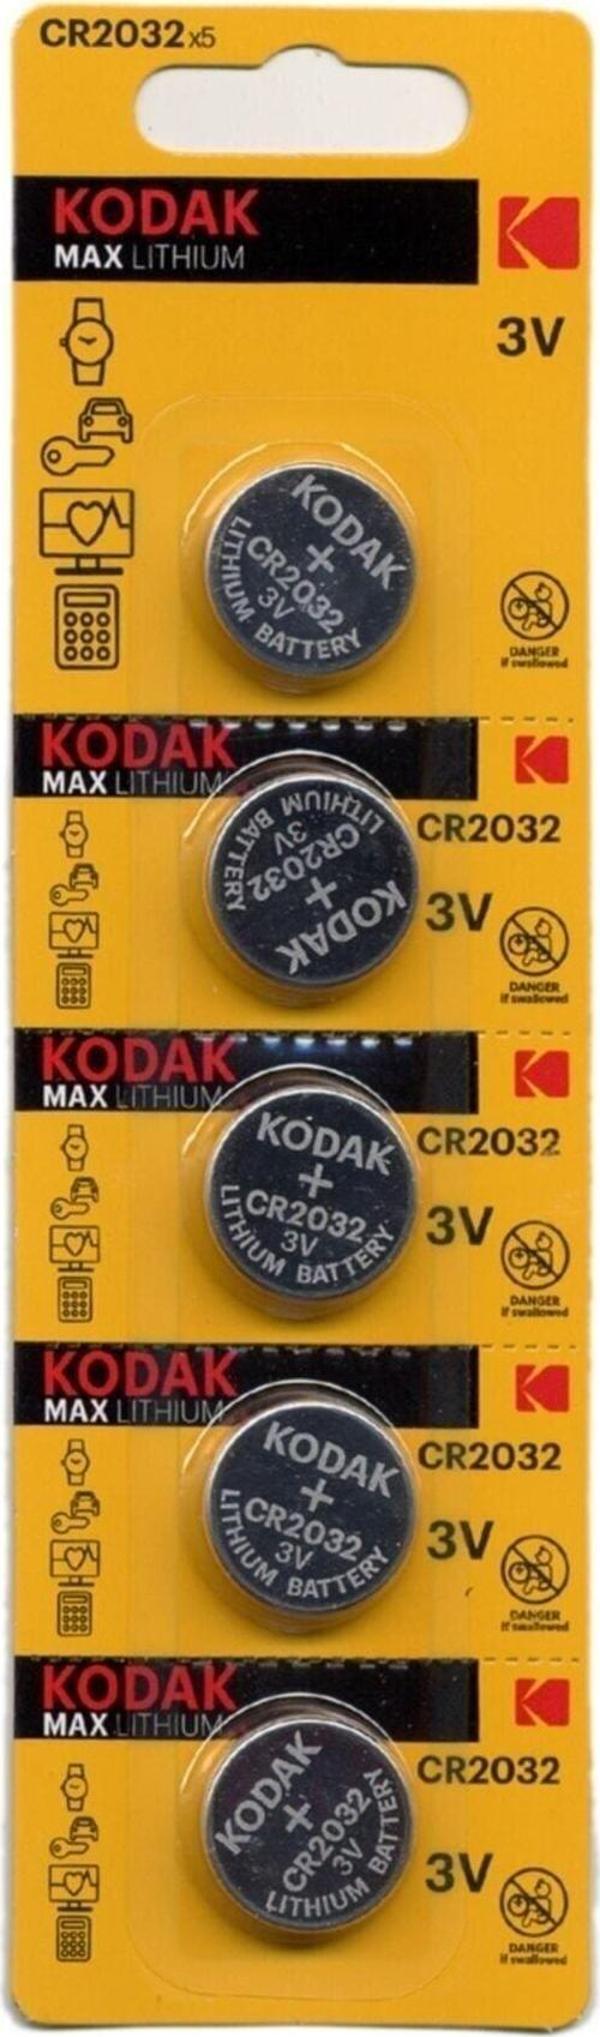 CR2032x5
KODAK
MAX LITHIUM
3V
KODAK
+
CR2032
3V
LITHIUM BATTERY
DANGER
if swallowed
KODAK
MAX LITHIUM
CR2032
3V
KODAK
+
CR2032
3V
LITHIUM BATTERY
DANGER
if swallowed
KODAK
MAX LITHIUM
CR2032
3V
KODAK
+
CR2032
3V
LITHIUM BATTERY
DANGER
if swallowed
KODAK
MAX LITHIUM
CR2032
3V
KODAK
+
CR2032
3V
LITHIUM BATTERY
DANGER
if swallowed
KODAK
MAX LITHIUM
CR2032
3V
KODAK
+
CR2032
3V
LITHIUM BATTERY
DANGER
if swallowed